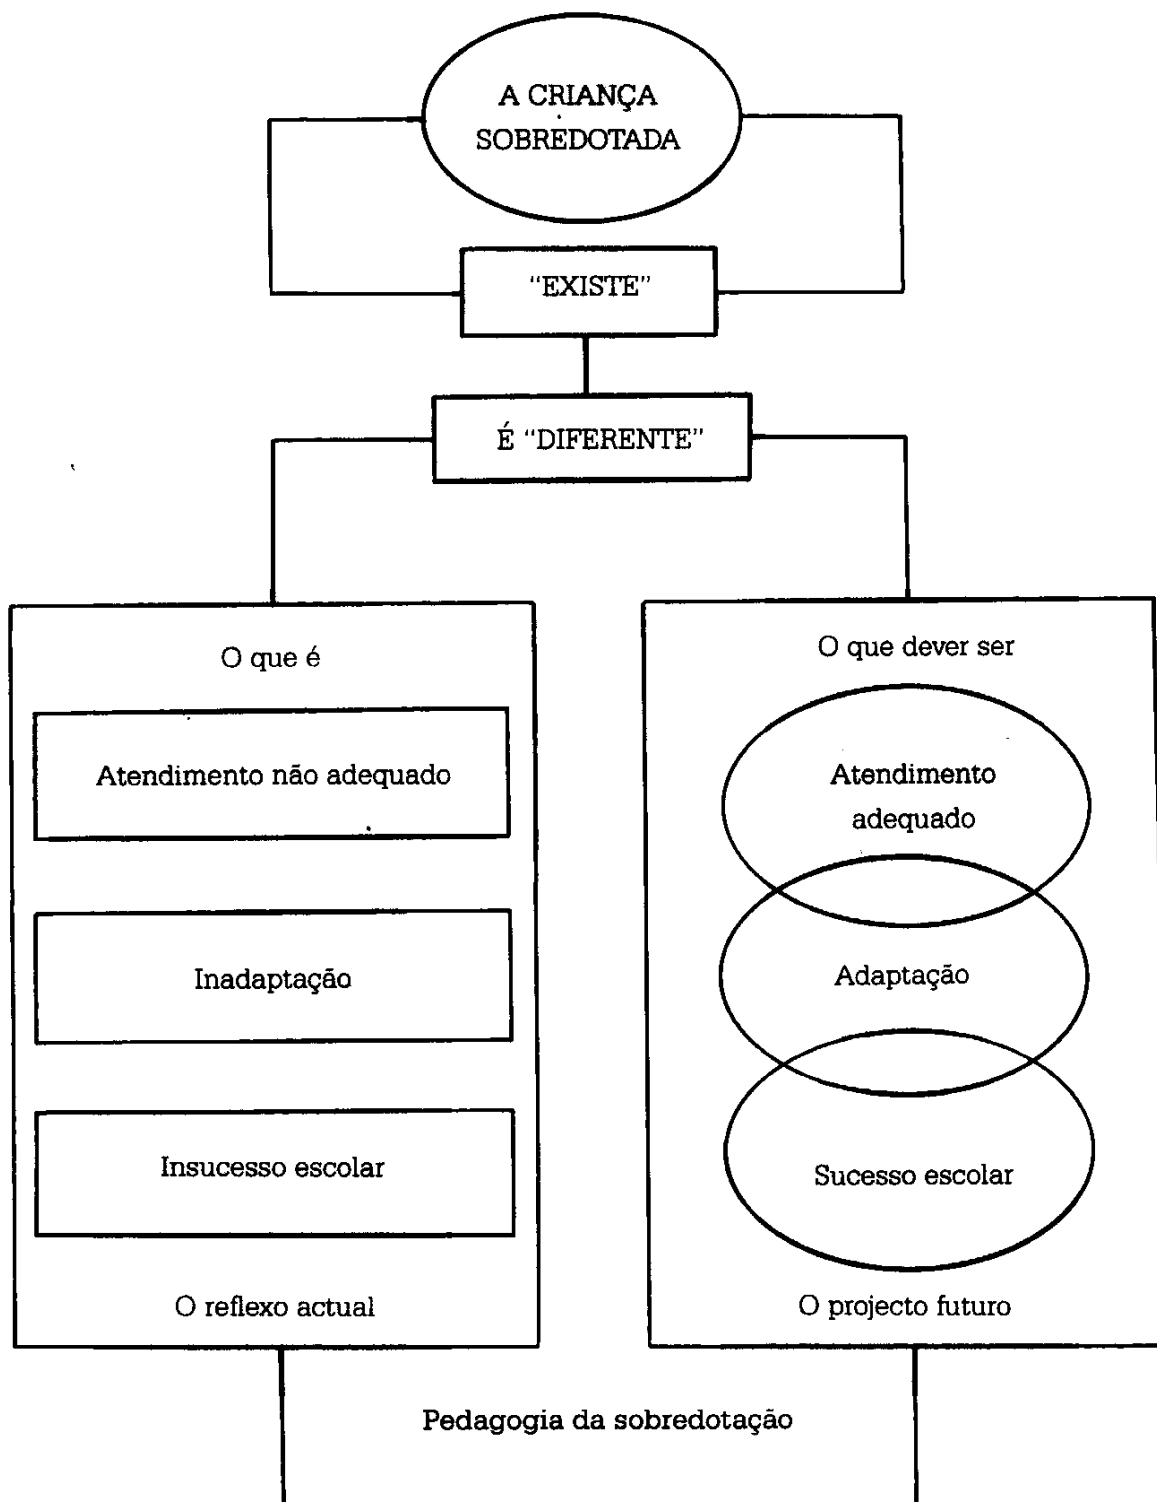 A CRIANÇA
SOBREDOTADA
“EXISTE”
É “DIFERENTE”
O que é
Atendimento não adequado
Inadaptação
Insucesso escolar
O reflexo actual
O que dever ser
Atendimento
adequado
Adaptação
Sucesso escolar
O projecto futuro
Pedagogia da sobredotação